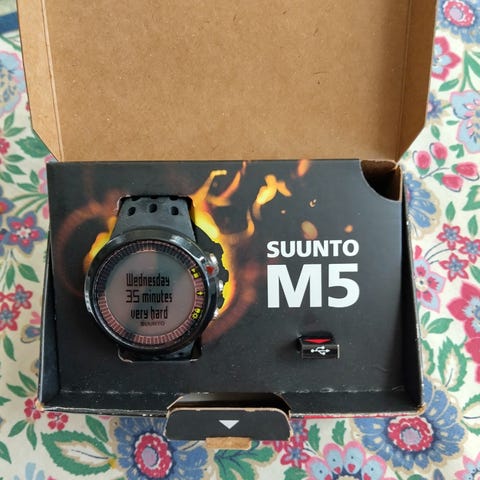 SUUNTO
M5
Wednesday
35 minutes
very hard
SUUNTO